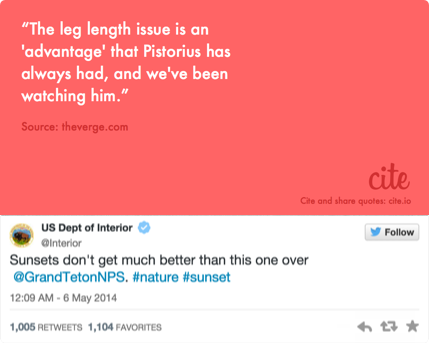 “The leg length issue is an
'advantage' that Pistorius has
always had, and we've been
watching him.”
Source: theverge.com
cite
Cite and share quotes: cite.io
US Dept of Interior
@Interior
Follow
Sunsets don't get much better than this one over
@GrandTetonNPS. #nature #sunset
12:09 AM - 6 May 2014
1,005 RETWEETS 1,104 FAVORITES